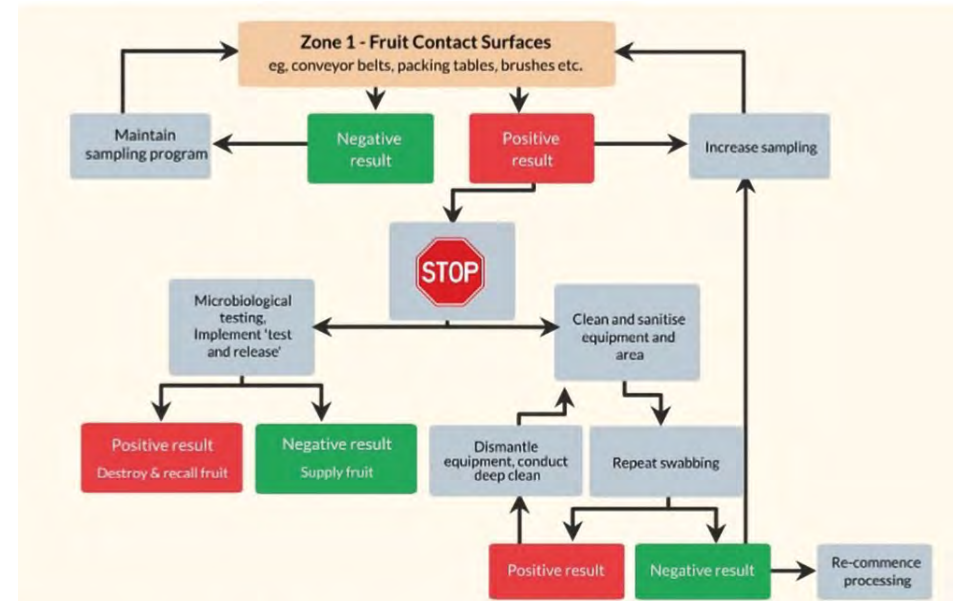 Zone 1 - Fruit Contact Surfaces
eg, conveyor belts, packing tables, brushes etc.
Maintain
sampling program
Negative
result
Positive
result
Increase sampling
STOP
Microbiological
testing,
Implement 'test
and release'
Clean and sanitise
equipment and
area
Positive result
Destroy & recall fruit
Negative result
Supply fruit
Dismantle
equipment, conduct
deep clean
Repeat swabbing
Positive result
Negative result
Re-commence
processing